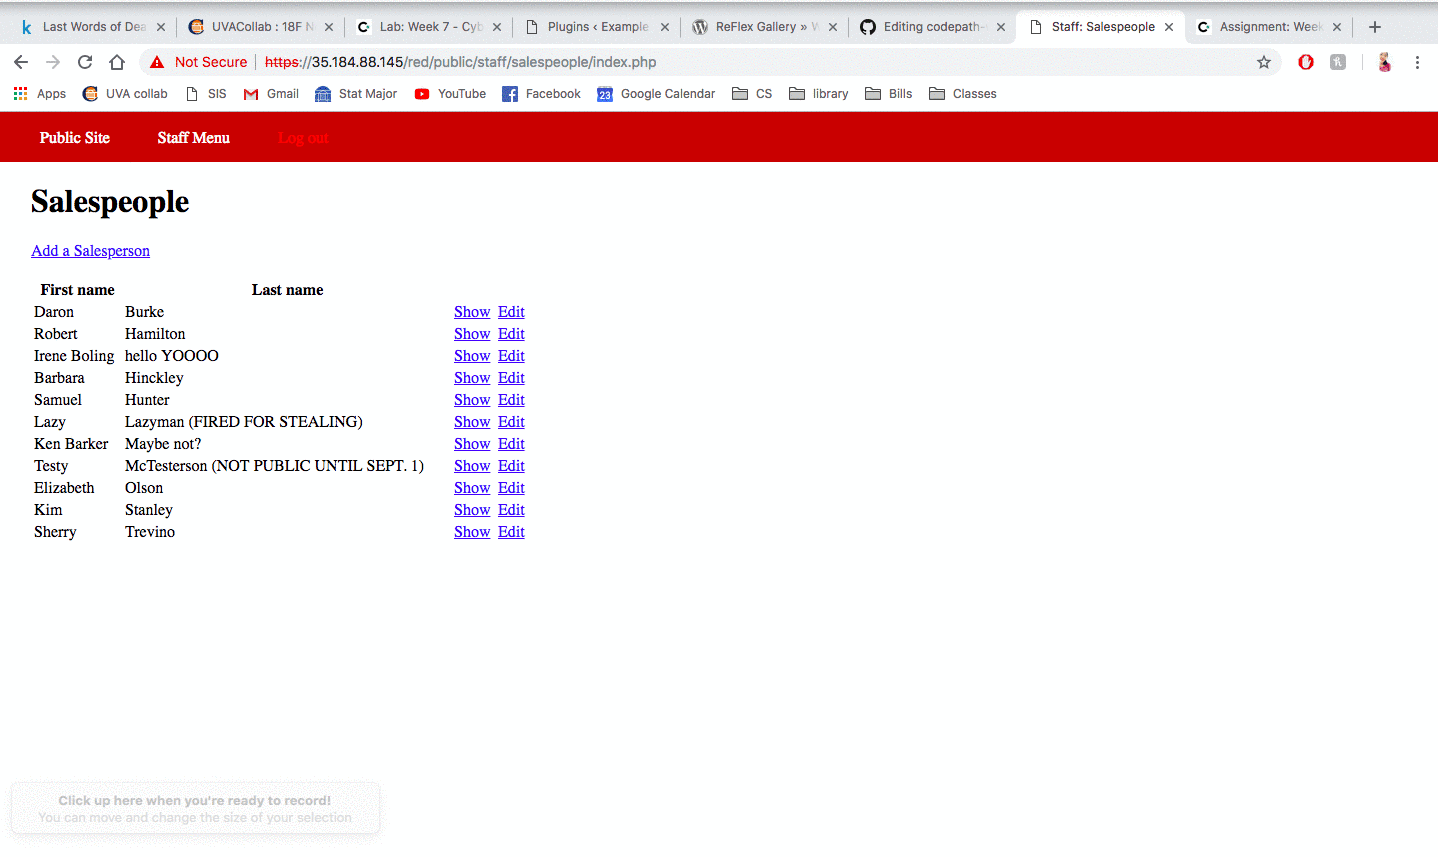 Last Words of Dea
UVACollab : 18F N
Lab: Week 7 - Cyb
Plugins ‹ Example
ReFlex Gallery » W
Editing codepath-
Staff: Salespeople
Assignment: Week
Not Secure | https://35.184.88.145/red/public/staff/salespeople/index.php
Apps UVA collab SIS Gmail Stat Major YouTube Facebook 23 Google Calendar CS library Bills Classes
Public Site Staff Menu Log out
Salespeople
Add a Salesperson
First name Last name
Daron Burke Show Edit
Robert Hamilton Show Edit
Irene Boling hello YOOOO Show Edit
Barbara Hinckley Show Edit
Samuel Hunter Show Edit
Lazy Lazyman (FIRED FOR STEALING) Show Edit
Ken Barker Maybe not? Show Edit
Testy McTesterson (NOT PUBLIC UNTIL SEPT. 1) Show Edit
Elizabeth Olson Show Edit
Kim Stanley Show Edit
Sherry Trevino Show Edit
Click up here when you're ready to record!
You can move and change the size of your selection